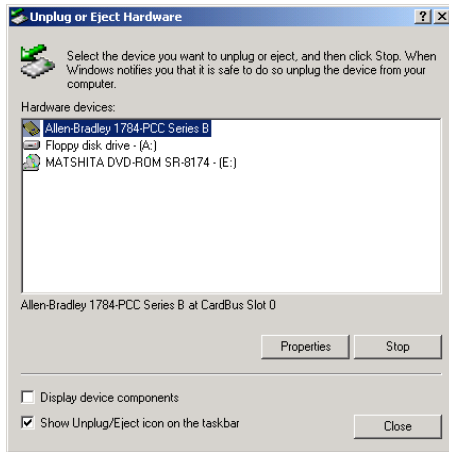 Unplug or Eject Hardware
Select the device you want to unplug or eject, and then click Stop. When
Windows notifies you that it is safe to do so unplug the device from your
computer.
Hardware devices:
Allen-Bradley 1784-PCC Series B
Floppy disk drive - (A:)
MATSHITA DVD-ROM SR-8174 - (E:)
Allen-Bradley 1784-PCC Series B at CardBus Slot 0
Properties Stop
Display device components
Show Unplug/Eject icon on the taskbar
Close